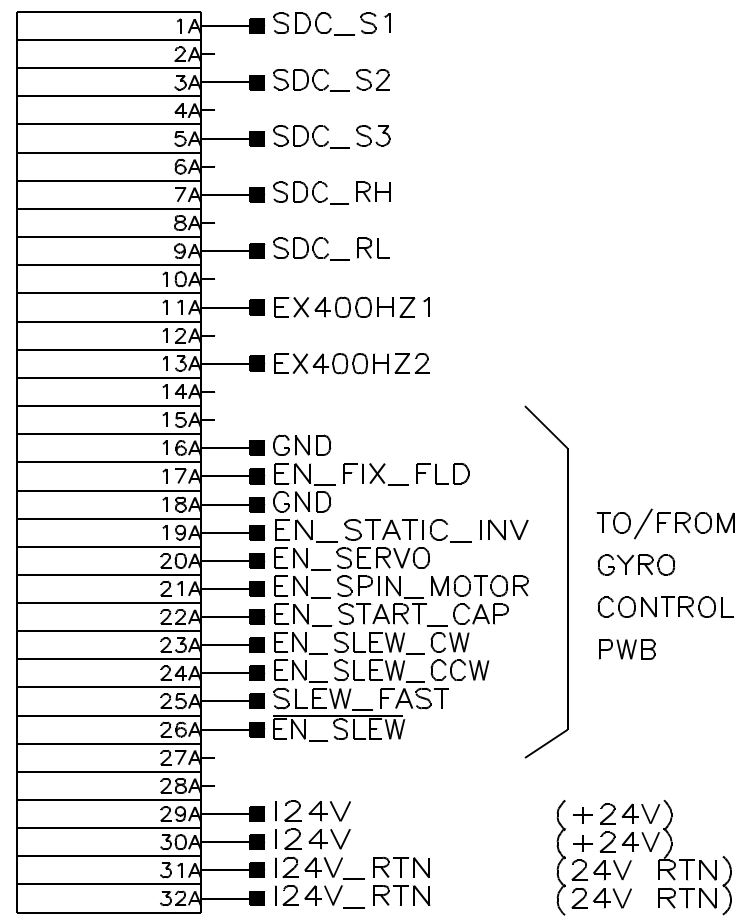 1A SDC_S1
2A
3A SDC_S2
4A
5A SDC_S3
6A
7A SDC_RH
8A
9A SDC_RL
10A
11A EX400HZ1
12A
13A EX400HZ2
14A
15A
16A GND
17A EN_FIX_FLD
18A GND
19A EN_STATIC_INV
20A EN_SERVO
21A EN_SPIN_MOTOR
22A EN_START_CAP
23A EN_SLEW_CW
24A EN_SLEW_CCW
25A SLEW_FAST
26A EN_SLEW
27A
28A
29A I24V (+24V)
30A I24V (+24V)
31A I24V_RTN (24V RTN)
32A I24V_RTN (24V RTN)
TO/FROM
GYRO
CONTROL
PWB